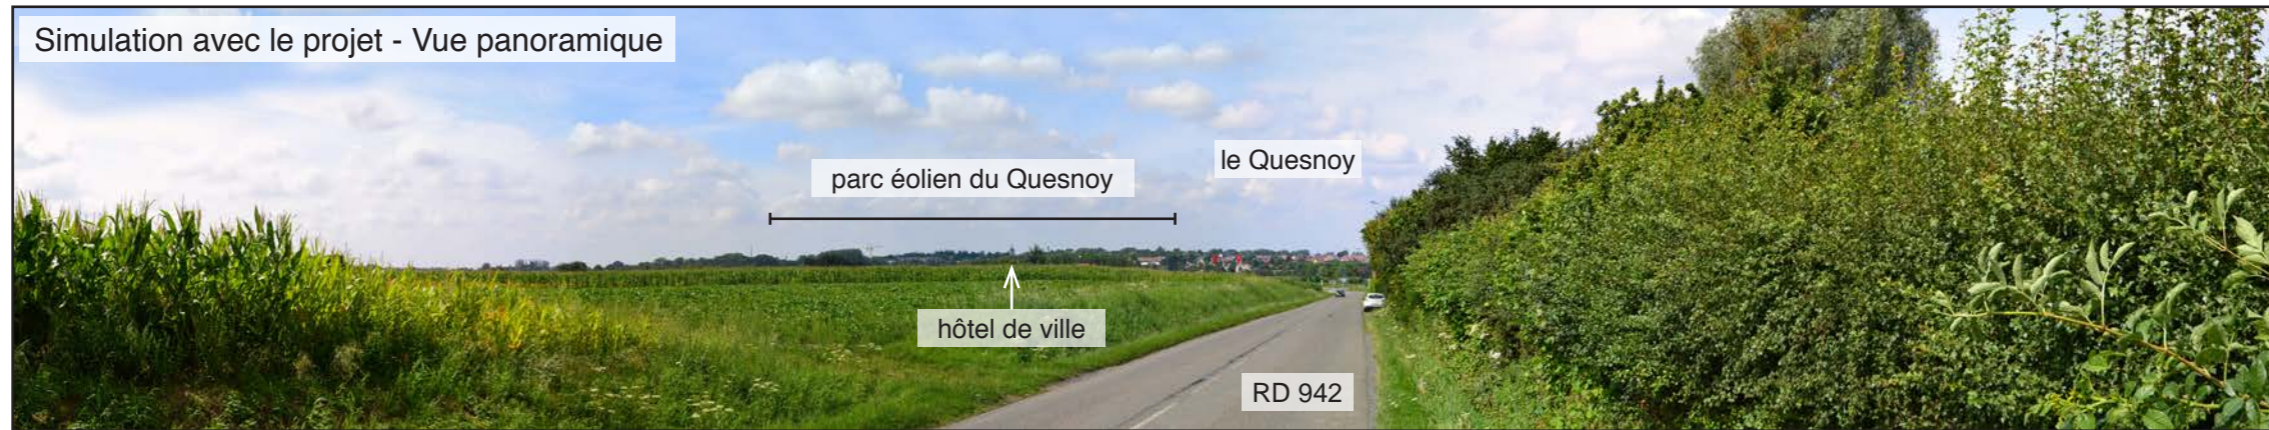 Simulation avec le projet - Vue panoramique
le Quesnoy
parc éolien du Quesnoy
hôtel de ville
RD 942